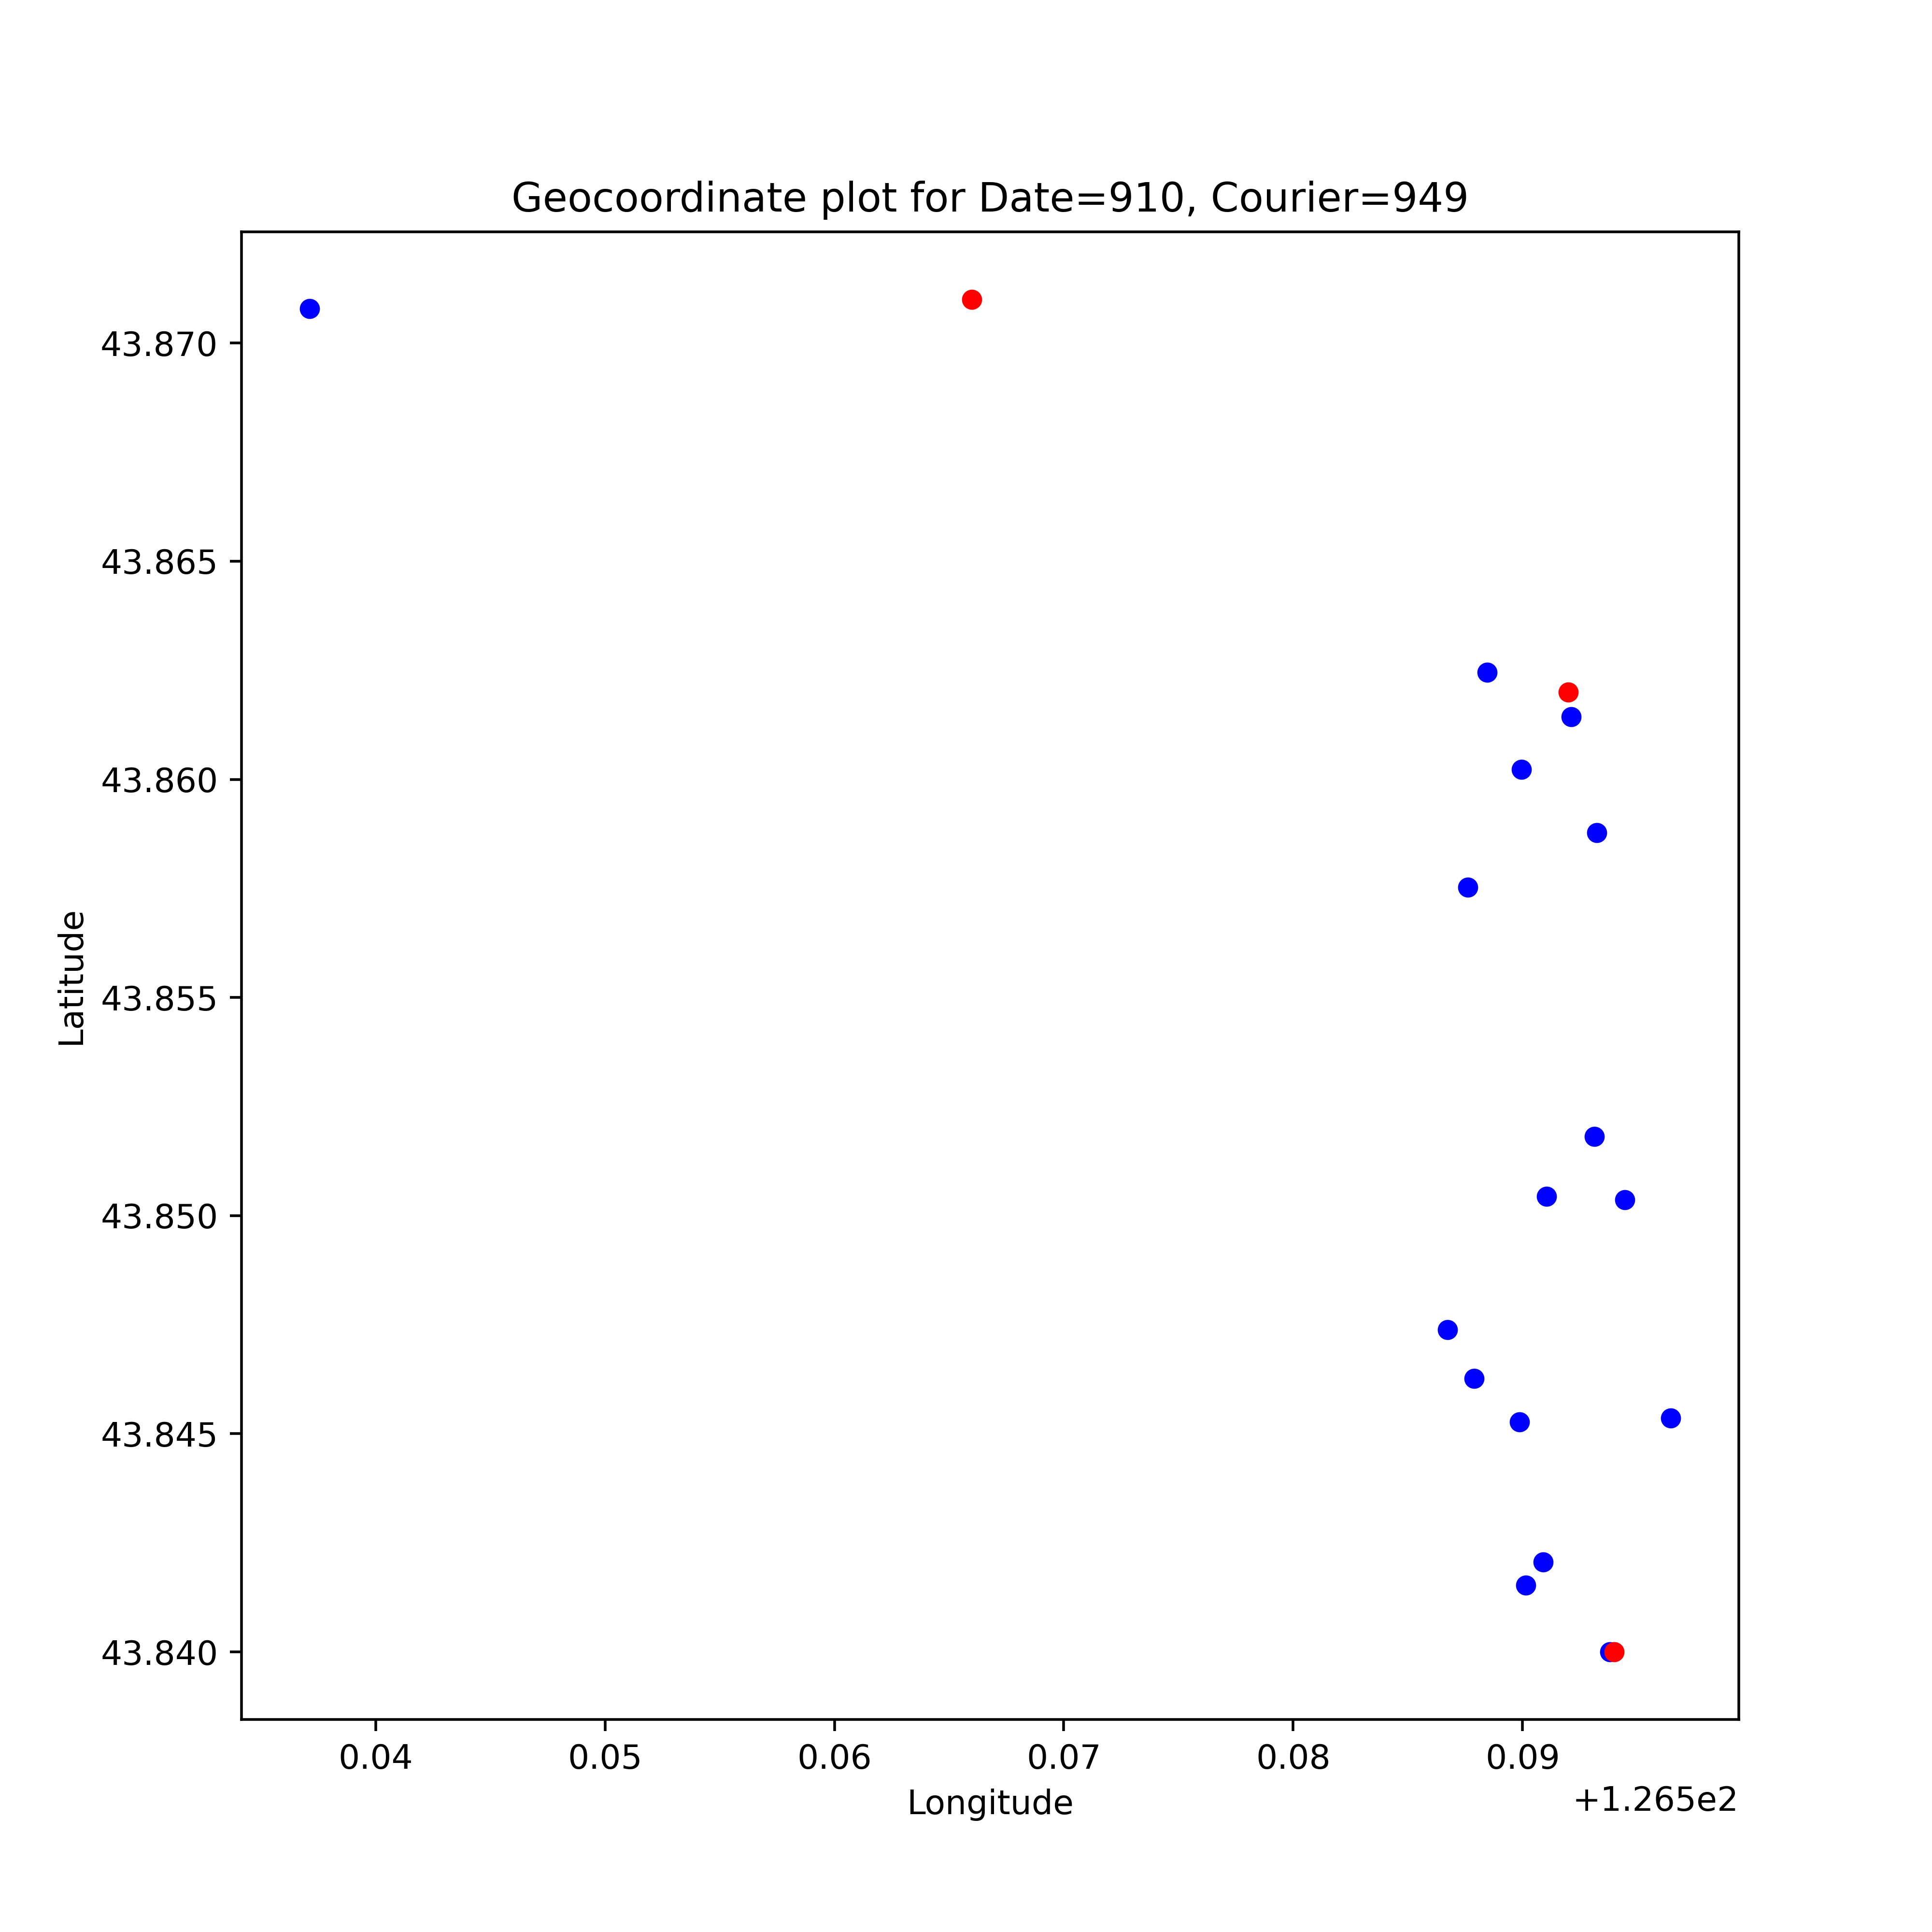 Geocoordinate plot for Date=910, Courier=949
43.870
43.865
43.860
43.855
43.850
43.845
43.840
Latitude
0.04 0.05 0.06 0.07 0.08 0.09
Longitude
+1.265e2